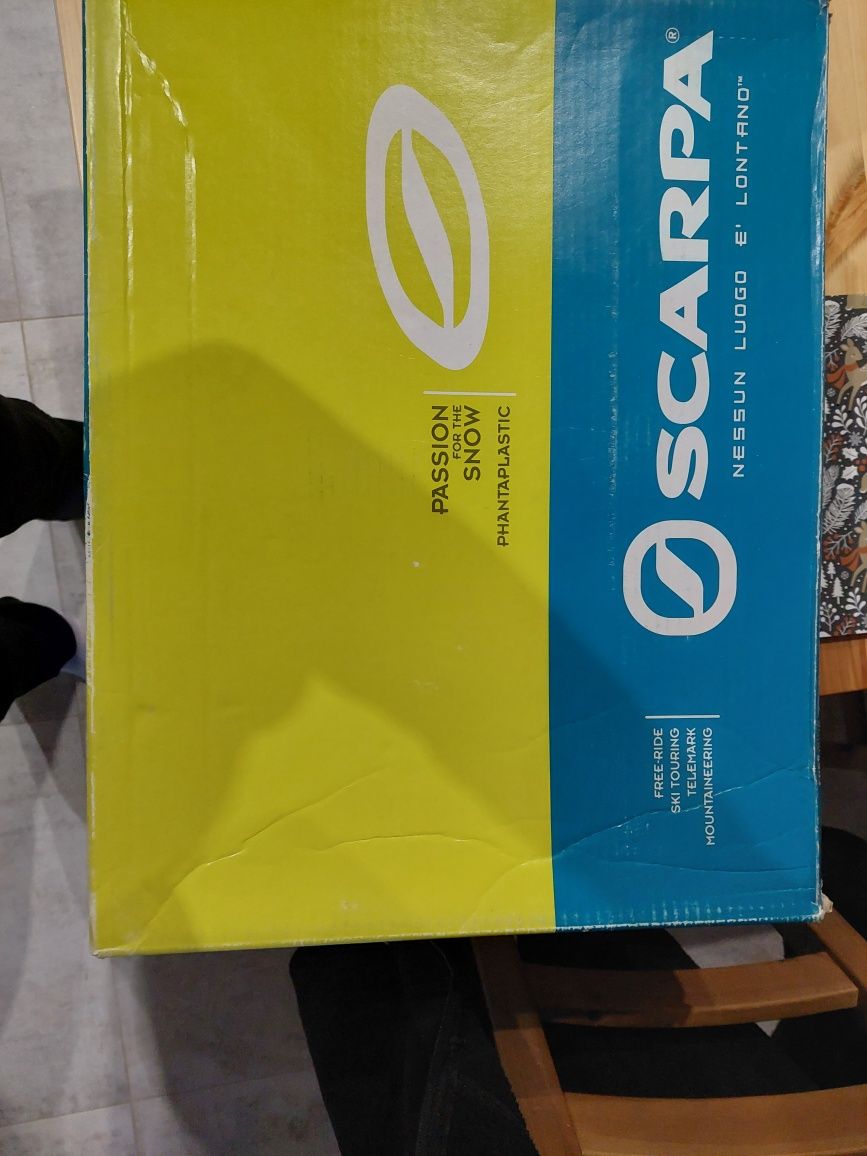 SCARPA®
NESSUN LUOGO E' LONTANO™
FREE-RIDE
SKI TOURING
TELEMARK
MOUNTAINEERING
PASSION
FOR THE
SNOW
PHANTAPLASTIC